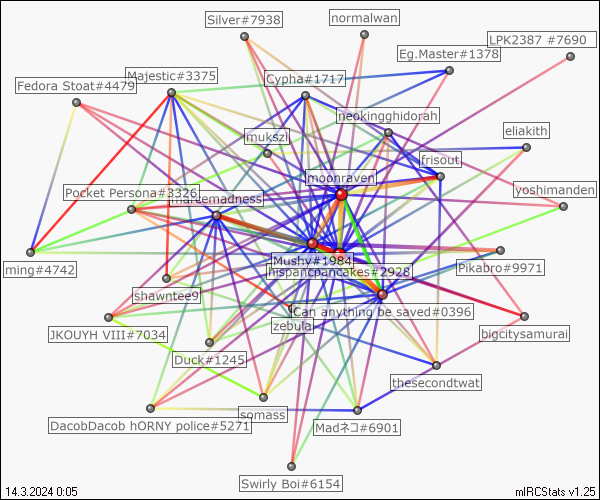 Silver#7938
normalwan
LPK2387 #7690
Eg.Master#1378
Majestic#3375
Cypha#1717
Fedora Stoat#4479
neokingghidorah
eliakith
mukszi
frisout
moonraven
yoshimanden
Pocket Persona#3326
martemadness
Mushy#1984
Pikabro#9971
ming#4742
hispancpancakes#2928
shawntee9
Can anything be saved#0396
zebula
JKOUYH VIII#7034
bigcitysamurai
Duck#1245
thesecondtwat
somass
DacobDacob hORNY police#5271
Madネコ#6901
Swirly Boi#6154
14.3.2024 0:05
mIRCStats v1.25